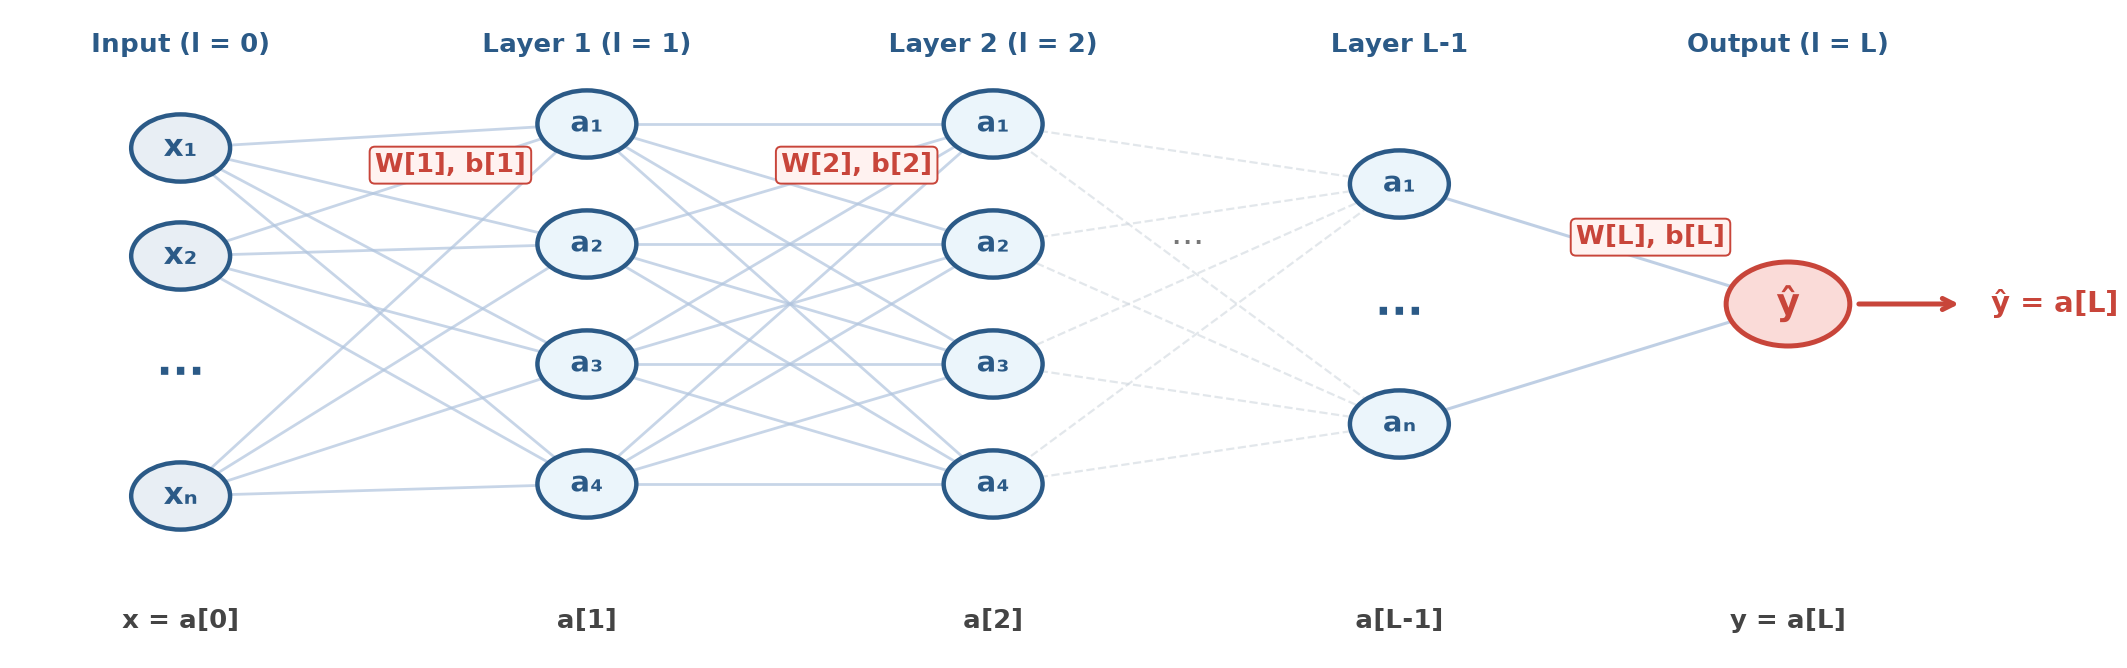 Input (l = 0)
Layer 1 (l = 1)
Layer 2 (l = 2)
Layer L-1
Output (l = L)
x₁
x₂
...
xₙ
W[1], b[1]
a₁
a₂
a₃
a₄
W[2], b[2]
a₁
a₂
a₃
a₄
...
a₁
...
aₙ
W[L], b[L]
ŷ
ŷ = a[L]
x = a[0]
a[1]
a[2]
a[L-1]
y = a[L]